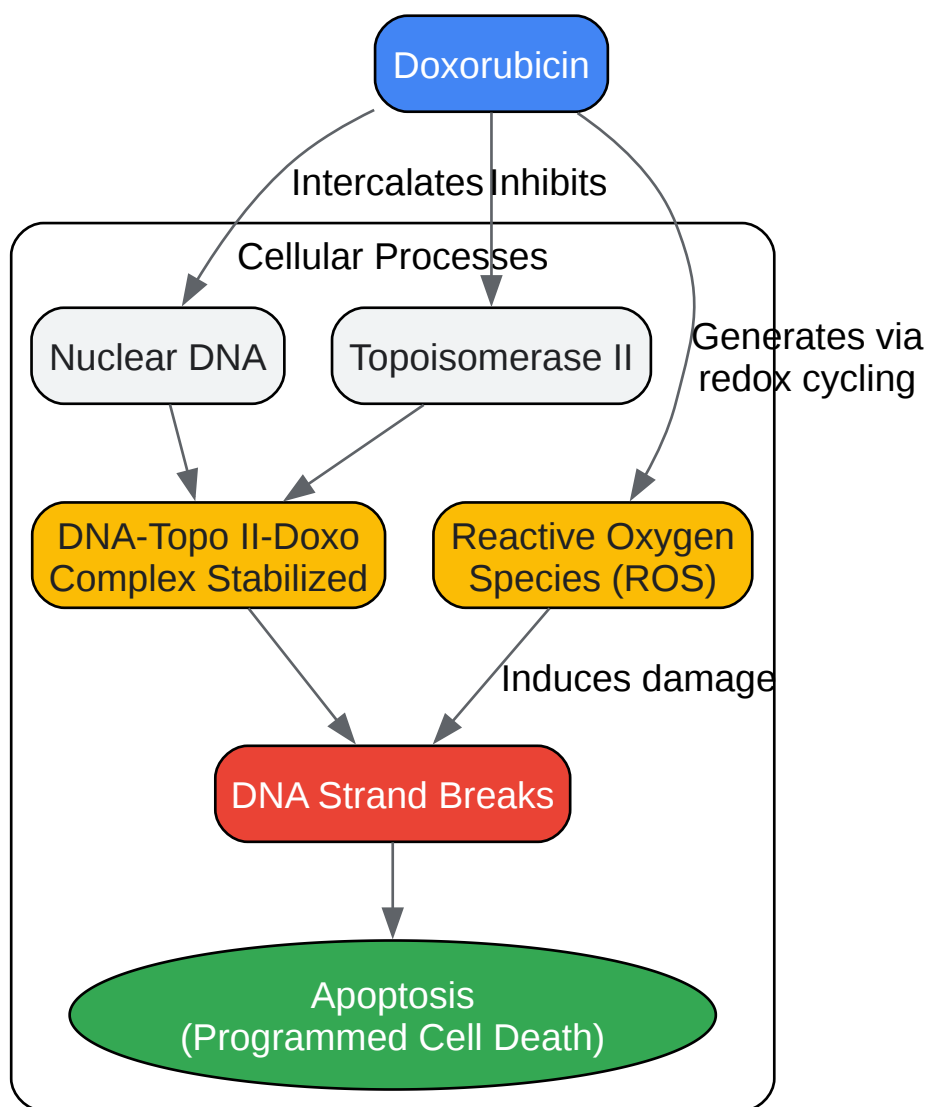 Doxorubicin
Intercalates
Inhibits
Cellular Processes
Nuclear DNA
Topoisomerase II
Generates via
redox cycling
DNA-Topo II-Doxo
Complex Stabilized
Reactive Oxygen
Species (ROS)
Induces damage
DNA Strand Breaks
Apoptosis
(Programmed Cell Death)